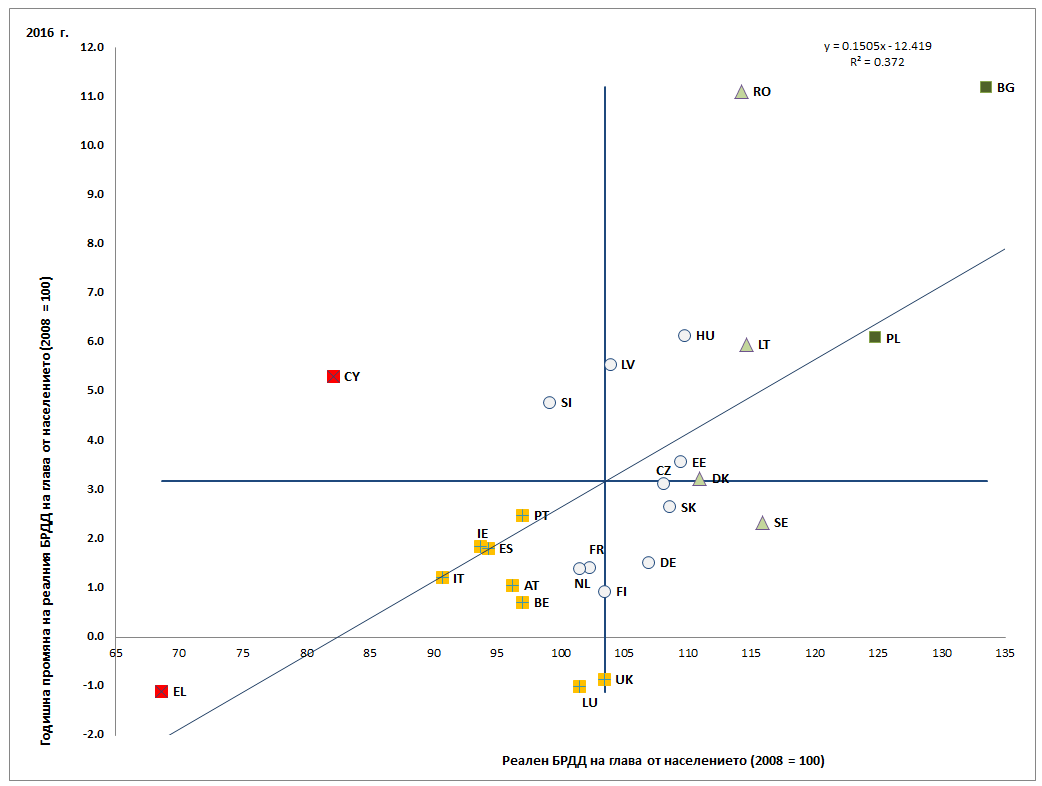 2016 г.
y = 0.1505x - 12.419
R² = 0.372
12.0
11.0
10.0
9.0
8.0
7.0
6.0
5.0
4.0
3.0
2.0
1.0
0.0
-1.0
-2.0
65 70 75 80 85 90 95 100 105 110 115 120 125 130 135
RO
BG
HU
LT
PL
LV
CY
SI
EE
CZ
DK
SK
PT
SE
IE
ES
FR
DE
IT
NL
AT
FI
BE
EL
UK
LU
Годишна промяна на реалния БРДД на глава от населението (2008 = 100)
Реален БРДД на глава от населението (2008 = 100)